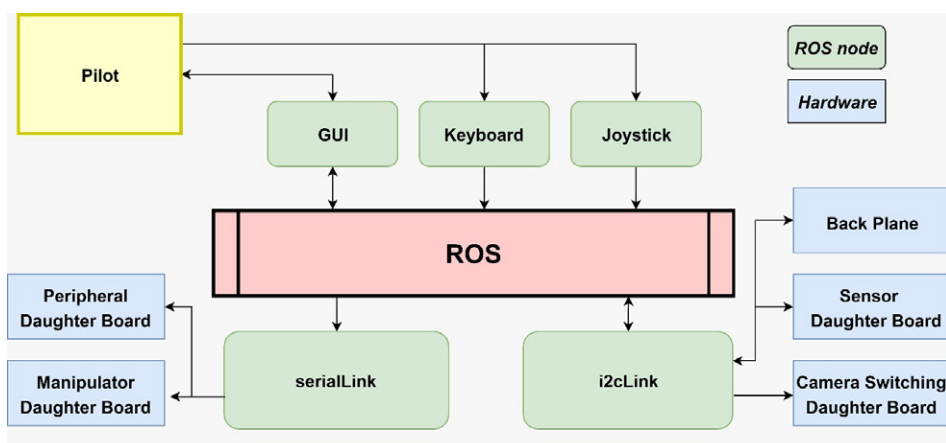 Pilot
ROS node
Hardware
GUI
Keyboard
Joystick
ROS
Back Plane
Peripheral
Daughter Board
Sensor
Daughter Board
serialLink
i2cLink
Manipulator
Daughter Board
Camera Switching
Daughter Board